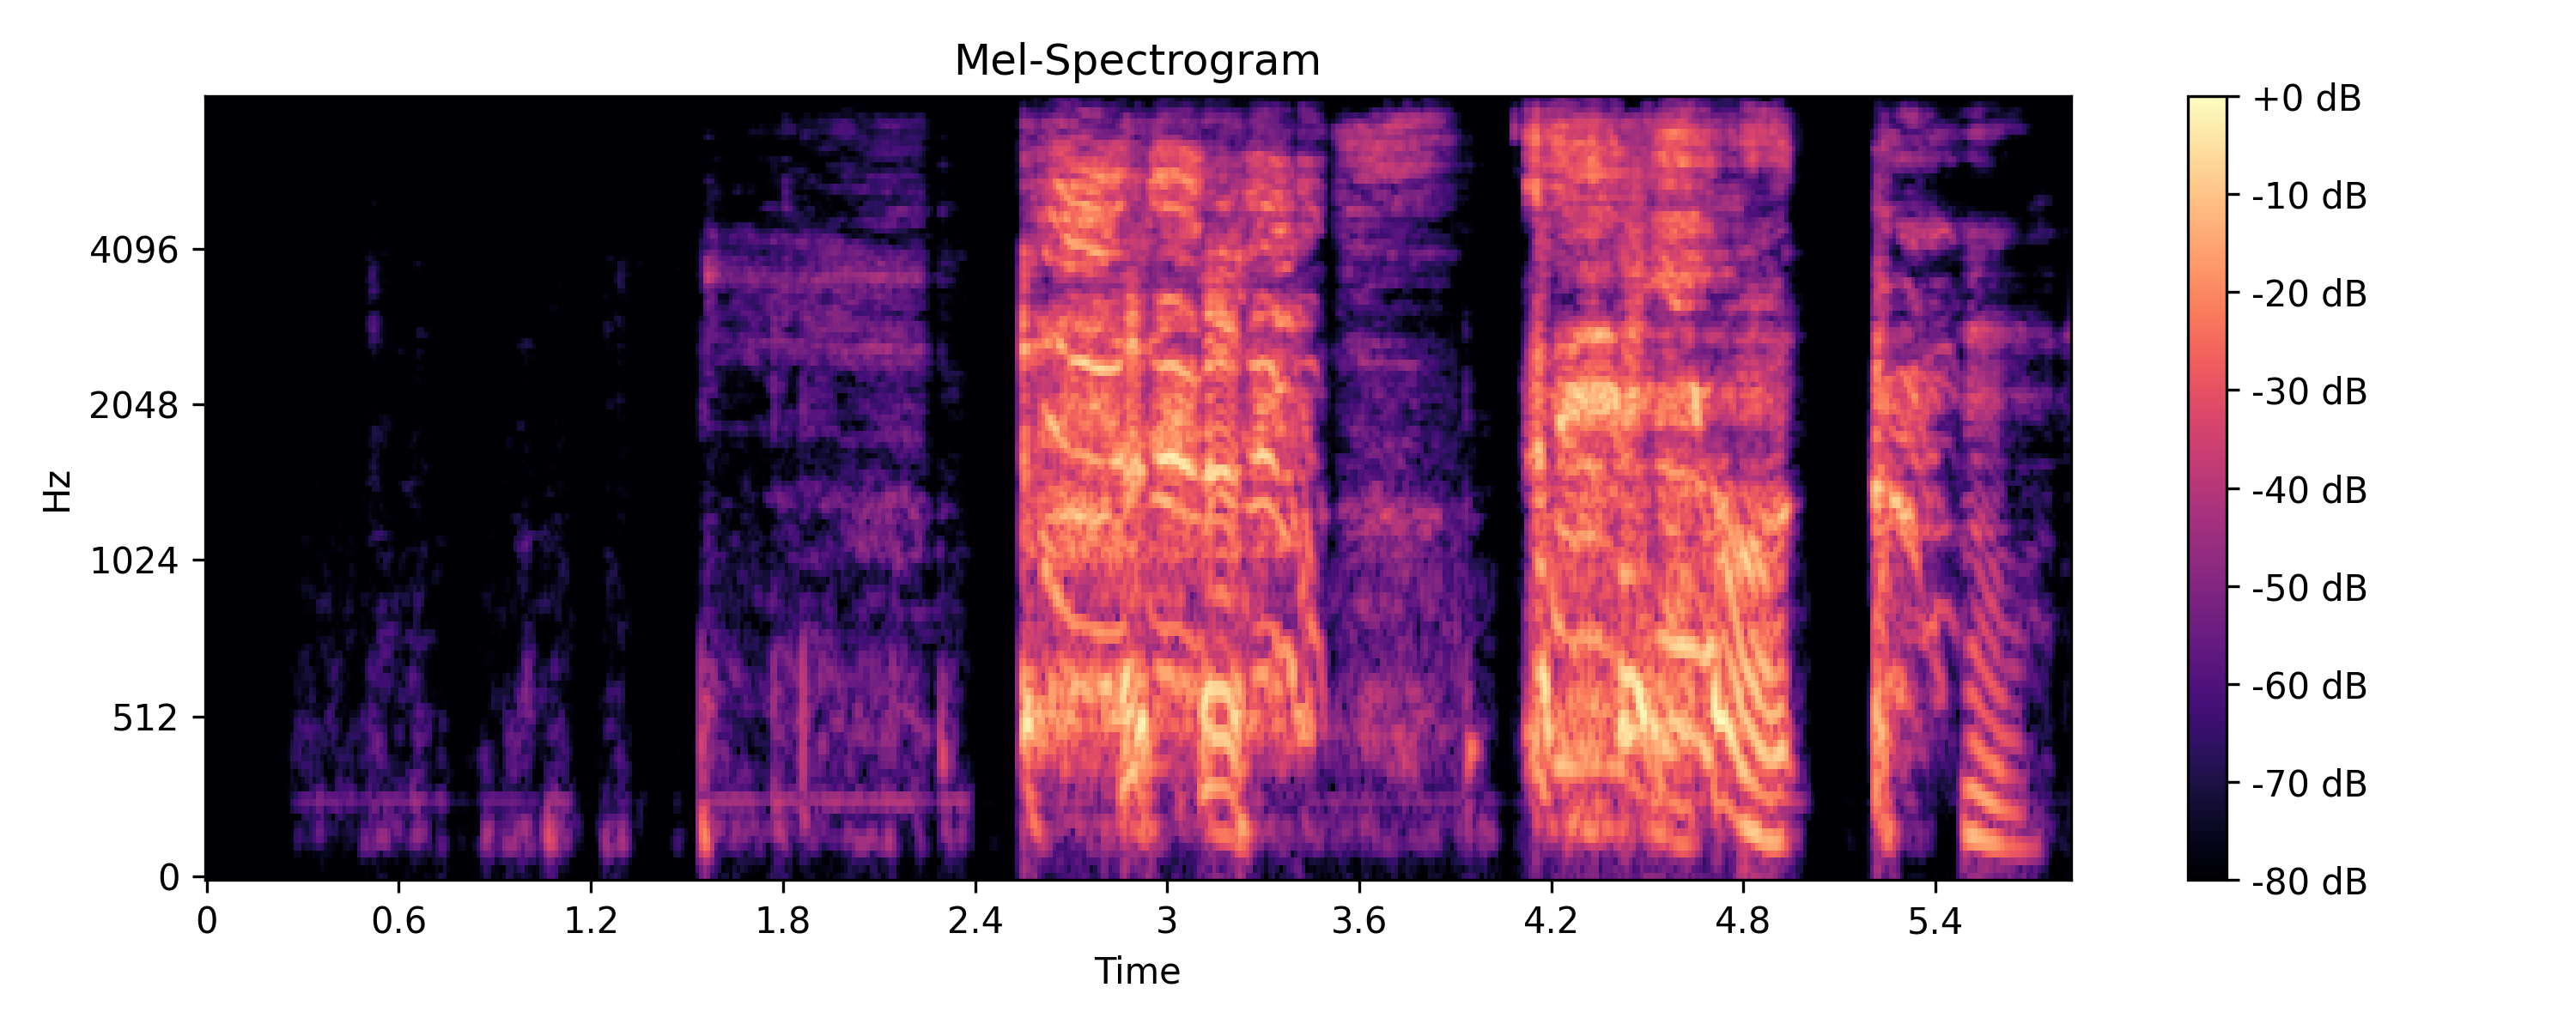 Mel-Spectrogram
Hz
4096
2048
1024
512
0
0 0.6 1.2 1.8 2.4 3 3.6 4.2 4.8 5.4
Time
+0 dB
-10 dB
-20 dB
-30 dB
-40 dB
-50 dB
-60 dB
-70 dB
-80 dB